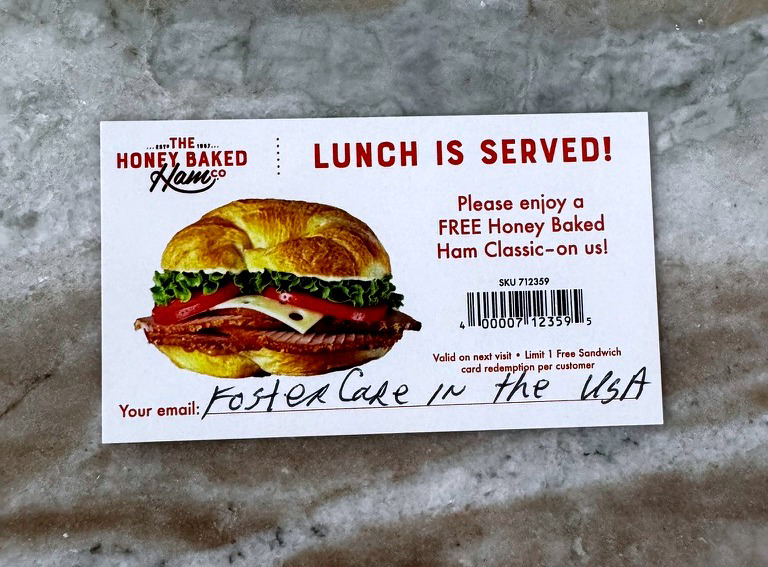 ...ESTD 1957...
THE
HONEY BAKED
Ham CO
LUNCH IS SERVED!
Please enjoy a
FREE Honey Baked
Ham Classic–on us!
SKU 712359
4 00007 12359 5
Valid on next visit • Limit 1 Free Sandwich
card redemption per customer
Your email: Foster Care in the USA